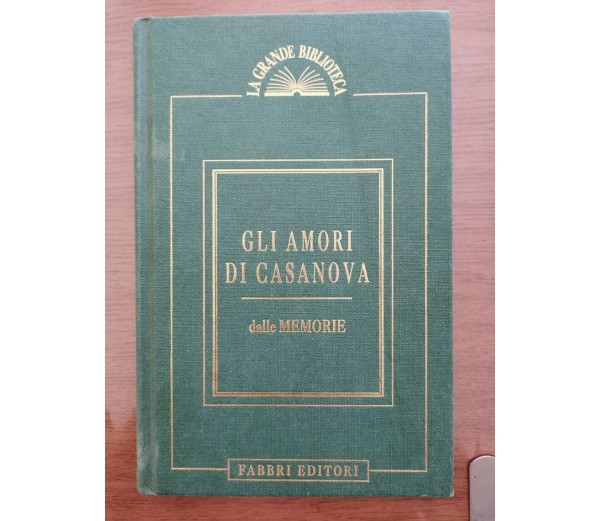 LA GRANDE BIBLIOTECA
GLI AMORI
DI CASANOVA
dalle MEMORIE
FABBRI EDITORI